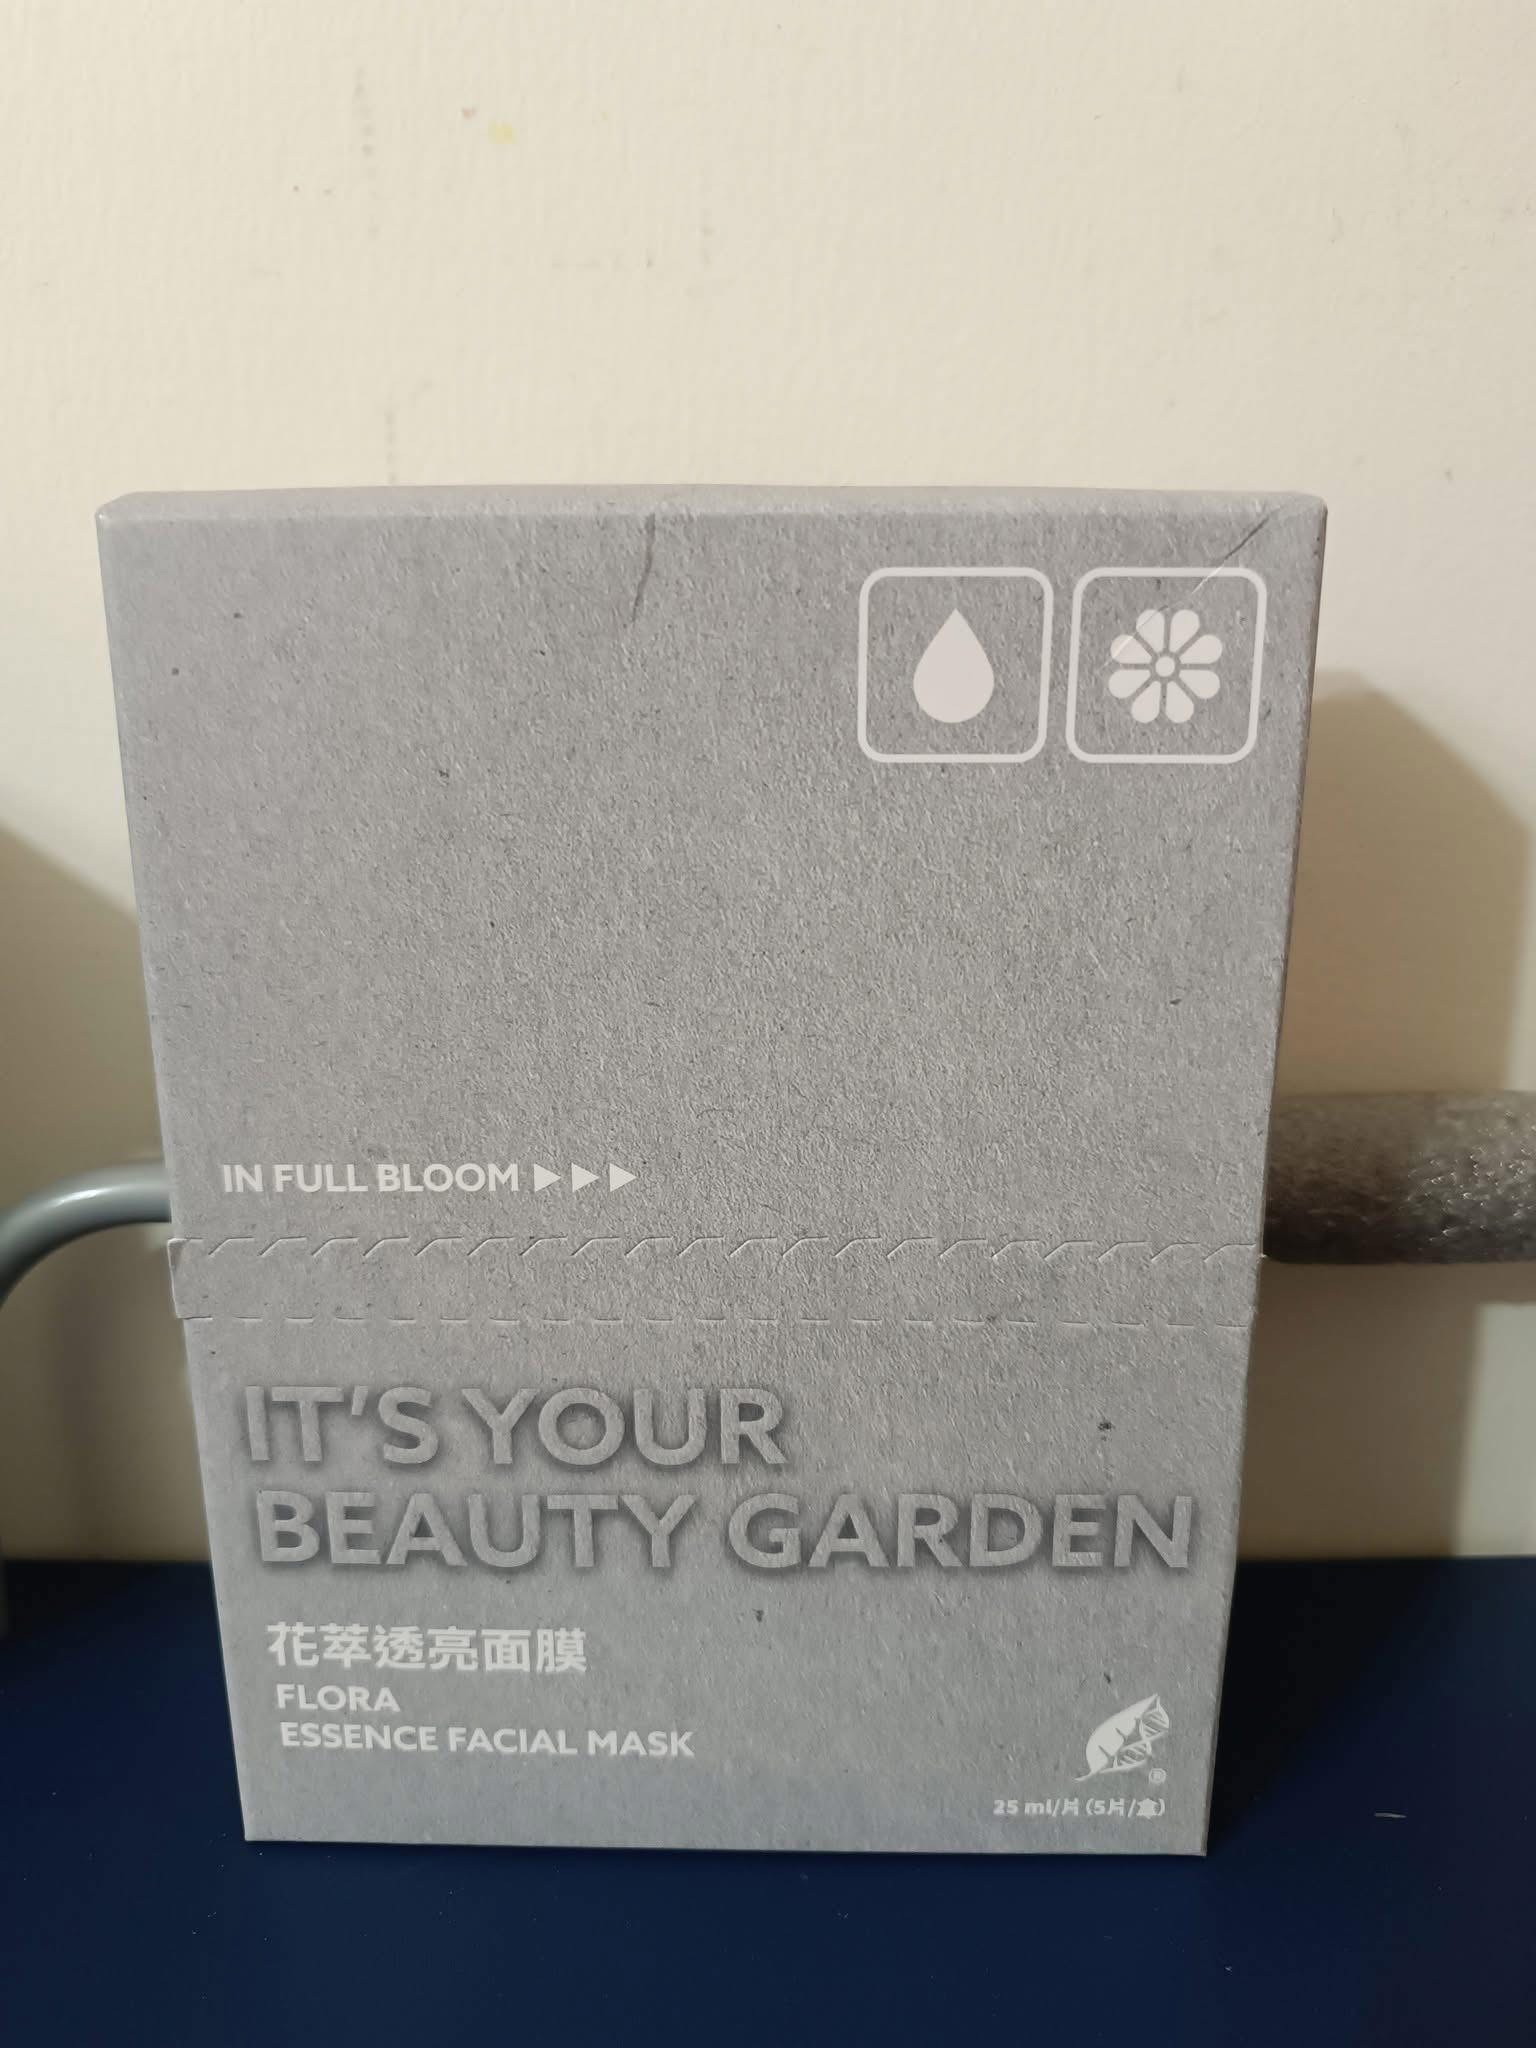 IN FULL BLOOM ▶▶▶
IT'S YOUR
BEAUTY GARDEN
花萃透亮面膜
FLORA
ESSENCE FACIAL MASK
®
25 ml/片 (5片/盒)